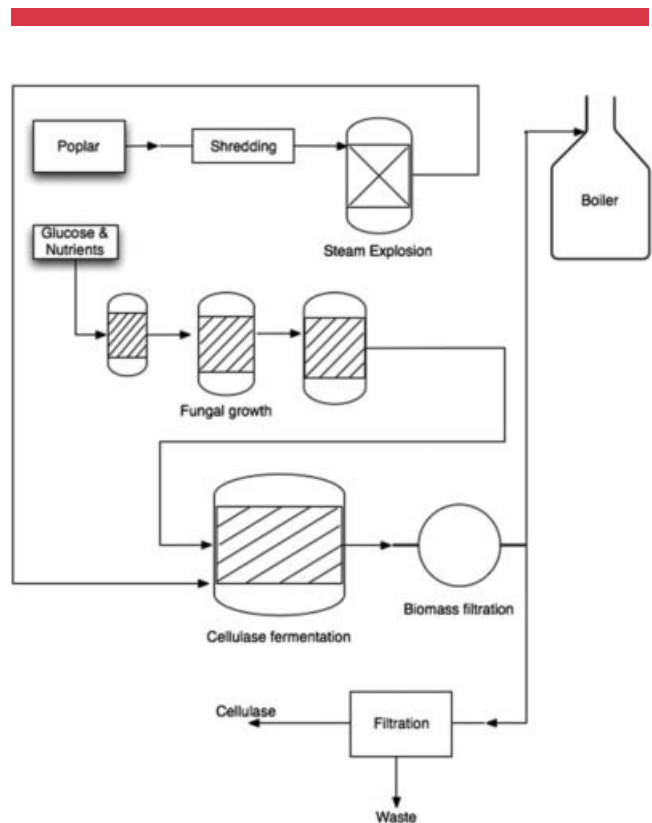 Poplar
Shredding
Boiler
Steam Explosion
Glucose &
Nutrients
Fungal growth
Biomass filtration
Cellulase fermentation
Cellulase
Filtration
Waste